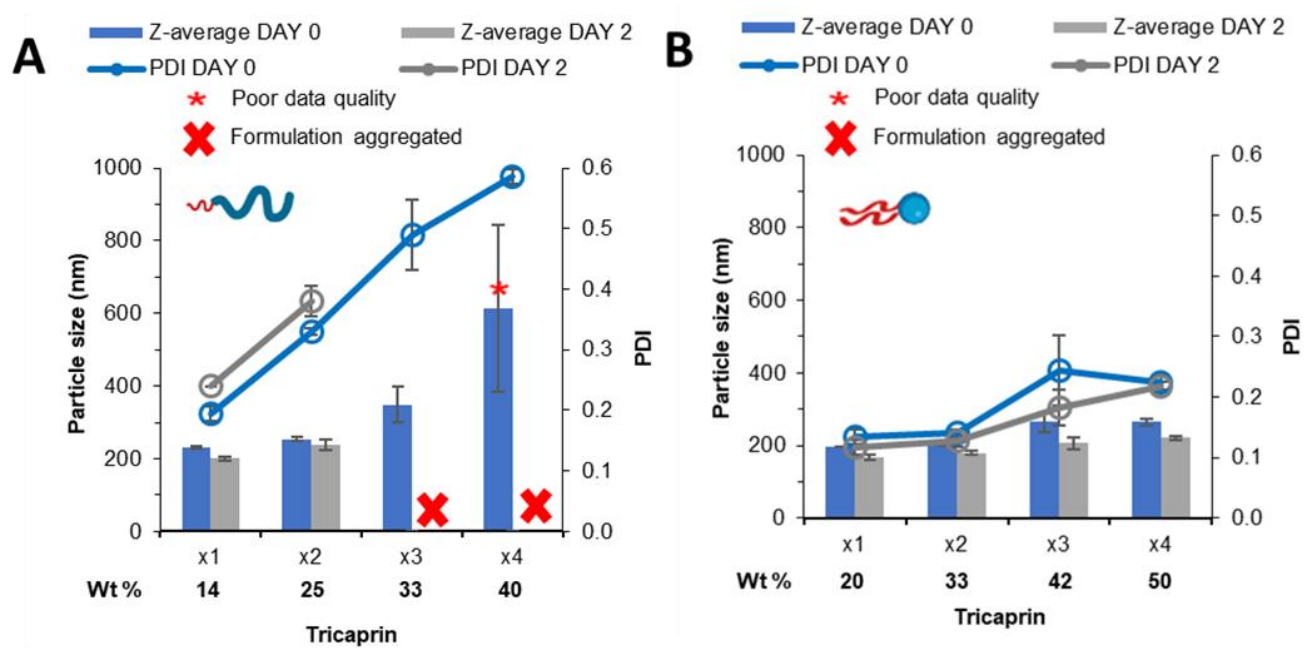 A
Z-average DAY 0
Z-average DAY 2
PDI DAY 0
PDI DAY 2
Poor data quality
Formulation aggregated
1000
800
600
400
200
0
Particle size (nm)
0.6
0.5
0.4
0.3
0.2
0.1
0.0
PDI
x1 x2 x3 x4
Wt % 14 25 33 40
Tricaprin
B
Z-average DAY 0
Z-average DAY 2
PDI DAY 0
PDI DAY 2
Poor data quality
Formulation aggregated
1000
800
600
400
200
0
Particle size (nm)
0.6
0.5
0.4
0.3
0.2
0.1
0.0
PDI
x1 x2 x3 x4
Wt % 20 33 42 50
Tricaprin